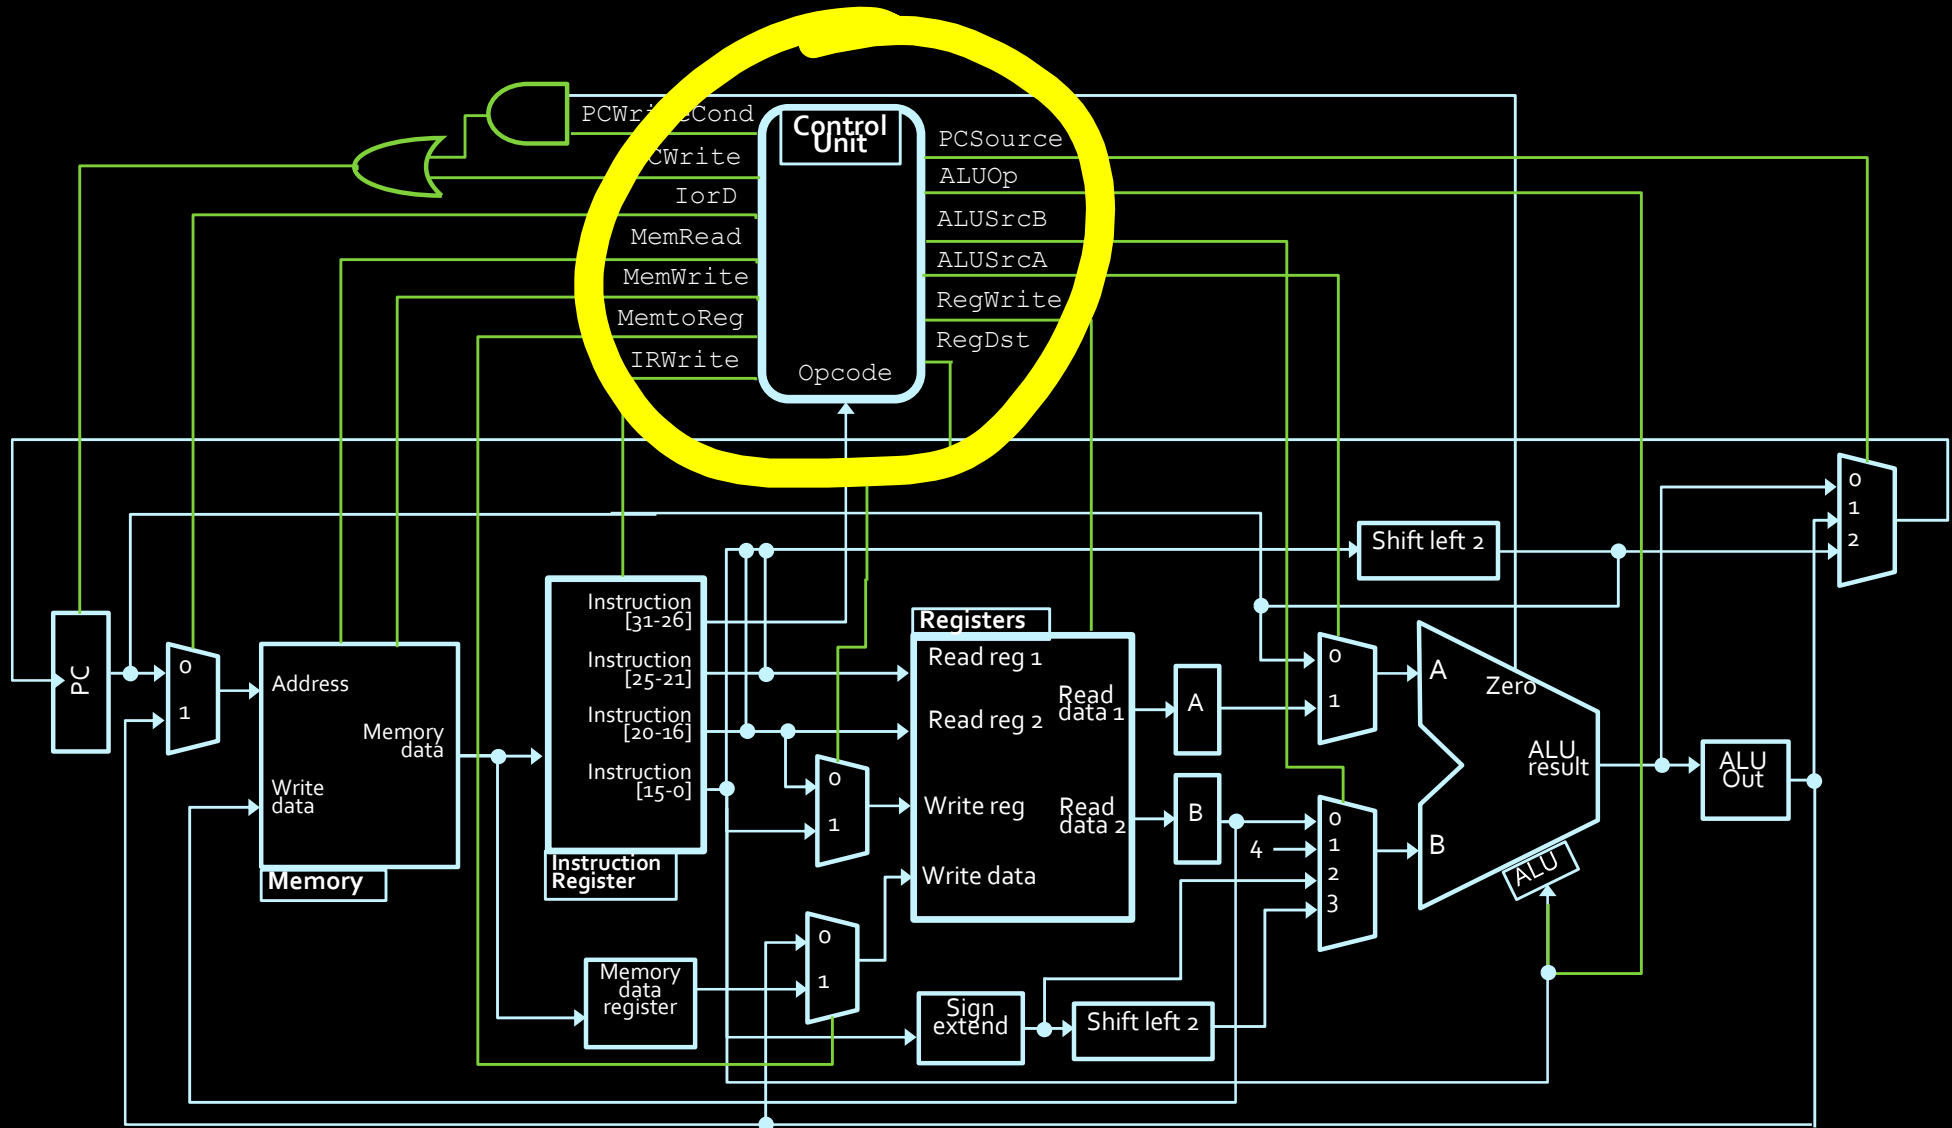 PCWriteCond
Control
Unit
PCSource
CWrite
ALUOp
IorD
ALUSrcB
MemRead
ALUSrcA
MemWrite
RegWrite
MemtoReg
RegDst
IRWrite
Opcode
0
1
2
Shift left 2
PC
0
1
Address
Memory
data
Write
data
Memory
Instruction
[31-26]
Instruction
[25-21]
Instruction
[20-16]
Instruction
[15-0]
Instruction
Register
Registers
Read reg 1
Read
data 1
Read reg 2
Write reg
Read
data 2
Write data
0
1
A
B
0
1
A
Zero
ALU
result
B
ALU
ALU
Out
0
4
1
2
3
0
1
Memory
data
register
Sign
extend
Shift left 2